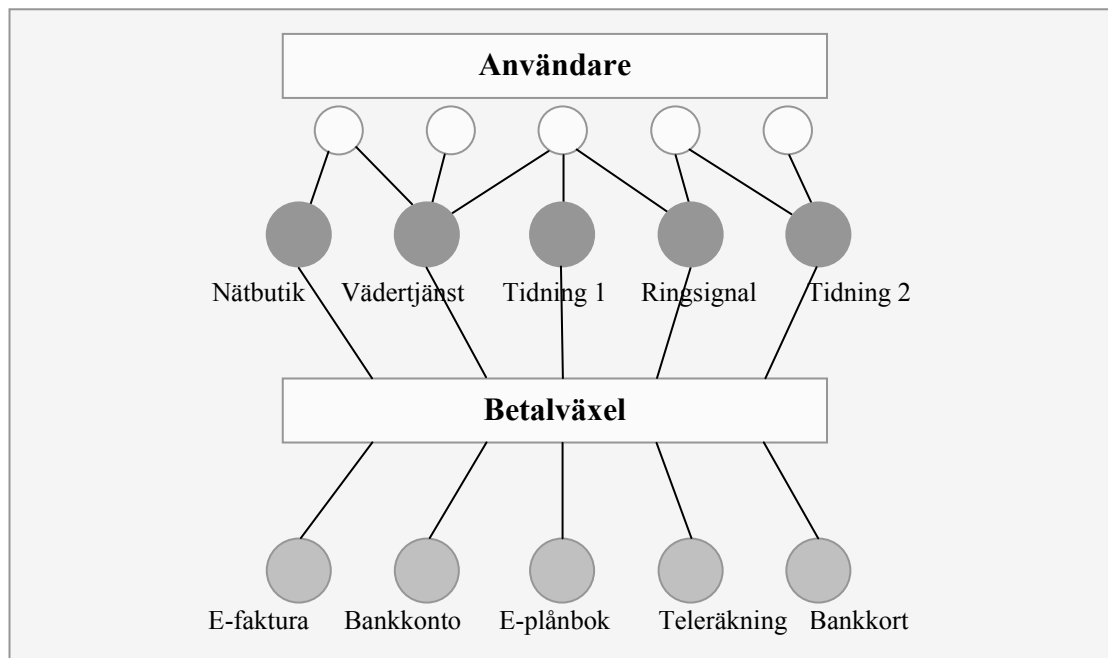 Användare
Nätbutik Vädertjänst Tidning 1 Ringsignal Tidning 2
Betalväxel
E-faktura Bankkonto E-plånbok Teleräkning Bankkort